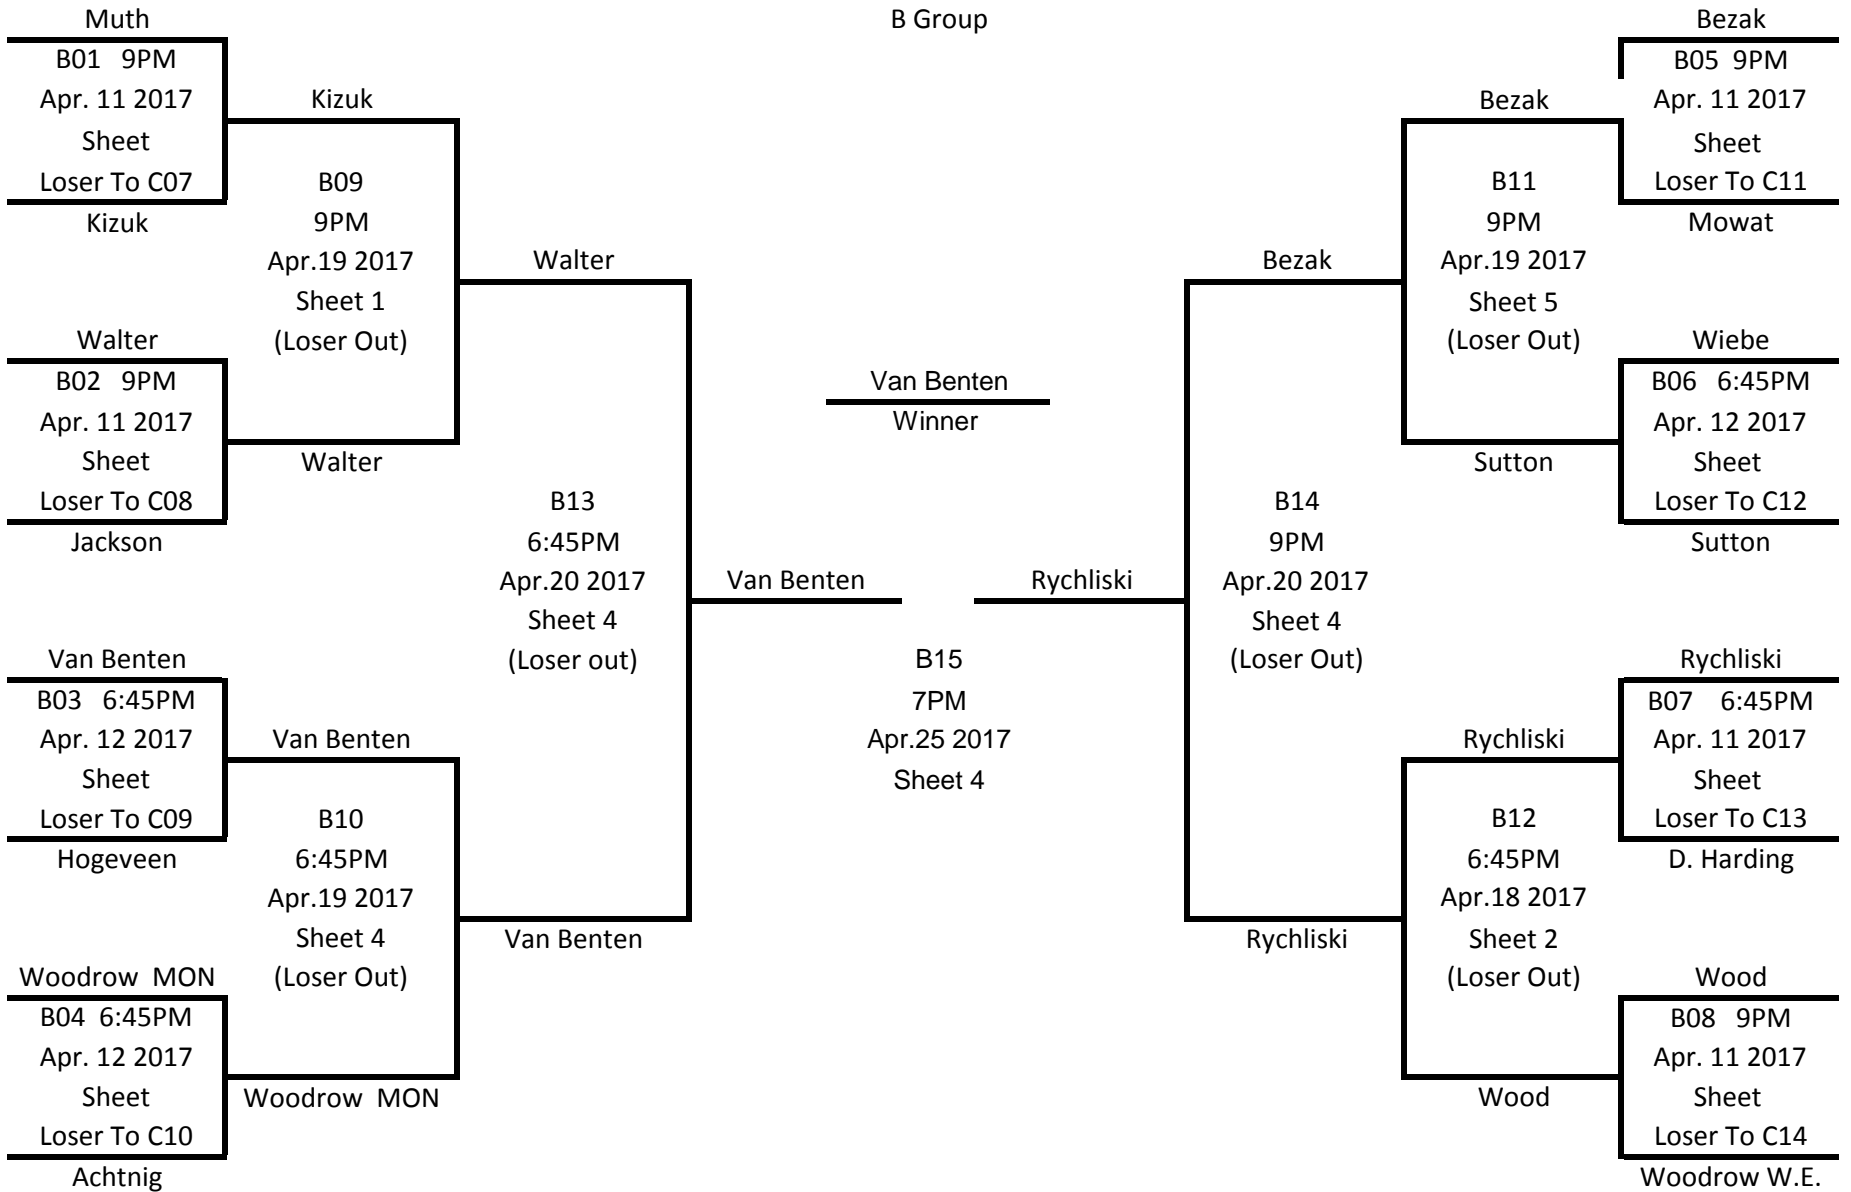 B Group
Muth
B01 9PM
Apr. 11 2017
Sheet
Loser To C07
Kizuk
Walter
B02 9PM
Apr. 11 2017
Sheet
Loser To C08
Jackson
Van Benten
B03 6:45PM
Apr. 12 2017
Sheet
Loser To C09
Hogeveen
Woodrow MON
B04 6:45PM
Apr. 12 2017
Sheet
Loser To C10
Achtnig
Kizuk
B09
9PM
Apr.19 2017
Sheet 1
(Loser Out)
Walter
Van Benten
B10
6:45PM
Apr.19 2017
Sheet 4
(Loser Out)
Woodrow MON
Walter
B13
6:45PM
Apr.20 2017
Sheet 4
(Loser out)
Van Benten
Van Benten
Van Benten
Winner
B15
7PM
Apr.25 2017
Sheet 4
Rychliski
Bezak
B14
9PM
Apr.20 2017
Sheet 4
(Loser Out)
Rychliski
Bezak
B11
9PM
Apr.19 2017
Sheet 5
(Loser Out)
Sutton
Rychliski
B12
6:45PM
Apr.18 2017
Sheet 2
(Loser Out)
Wood
Bezak
B05 9PM
Apr. 11 2017
Sheet
Loser To C11
Mowat
Wiebe
B06 6:45PM
Apr. 12 2017
Sheet
Loser To C12
Sutton
Rychliski
B07 6:45PM
Apr. 11 2017
Sheet
Loser To C13
D. Harding
Wood
B08 9PM
Apr. 11 2017
Sheet
Loser To C14
Woodrow W.E.